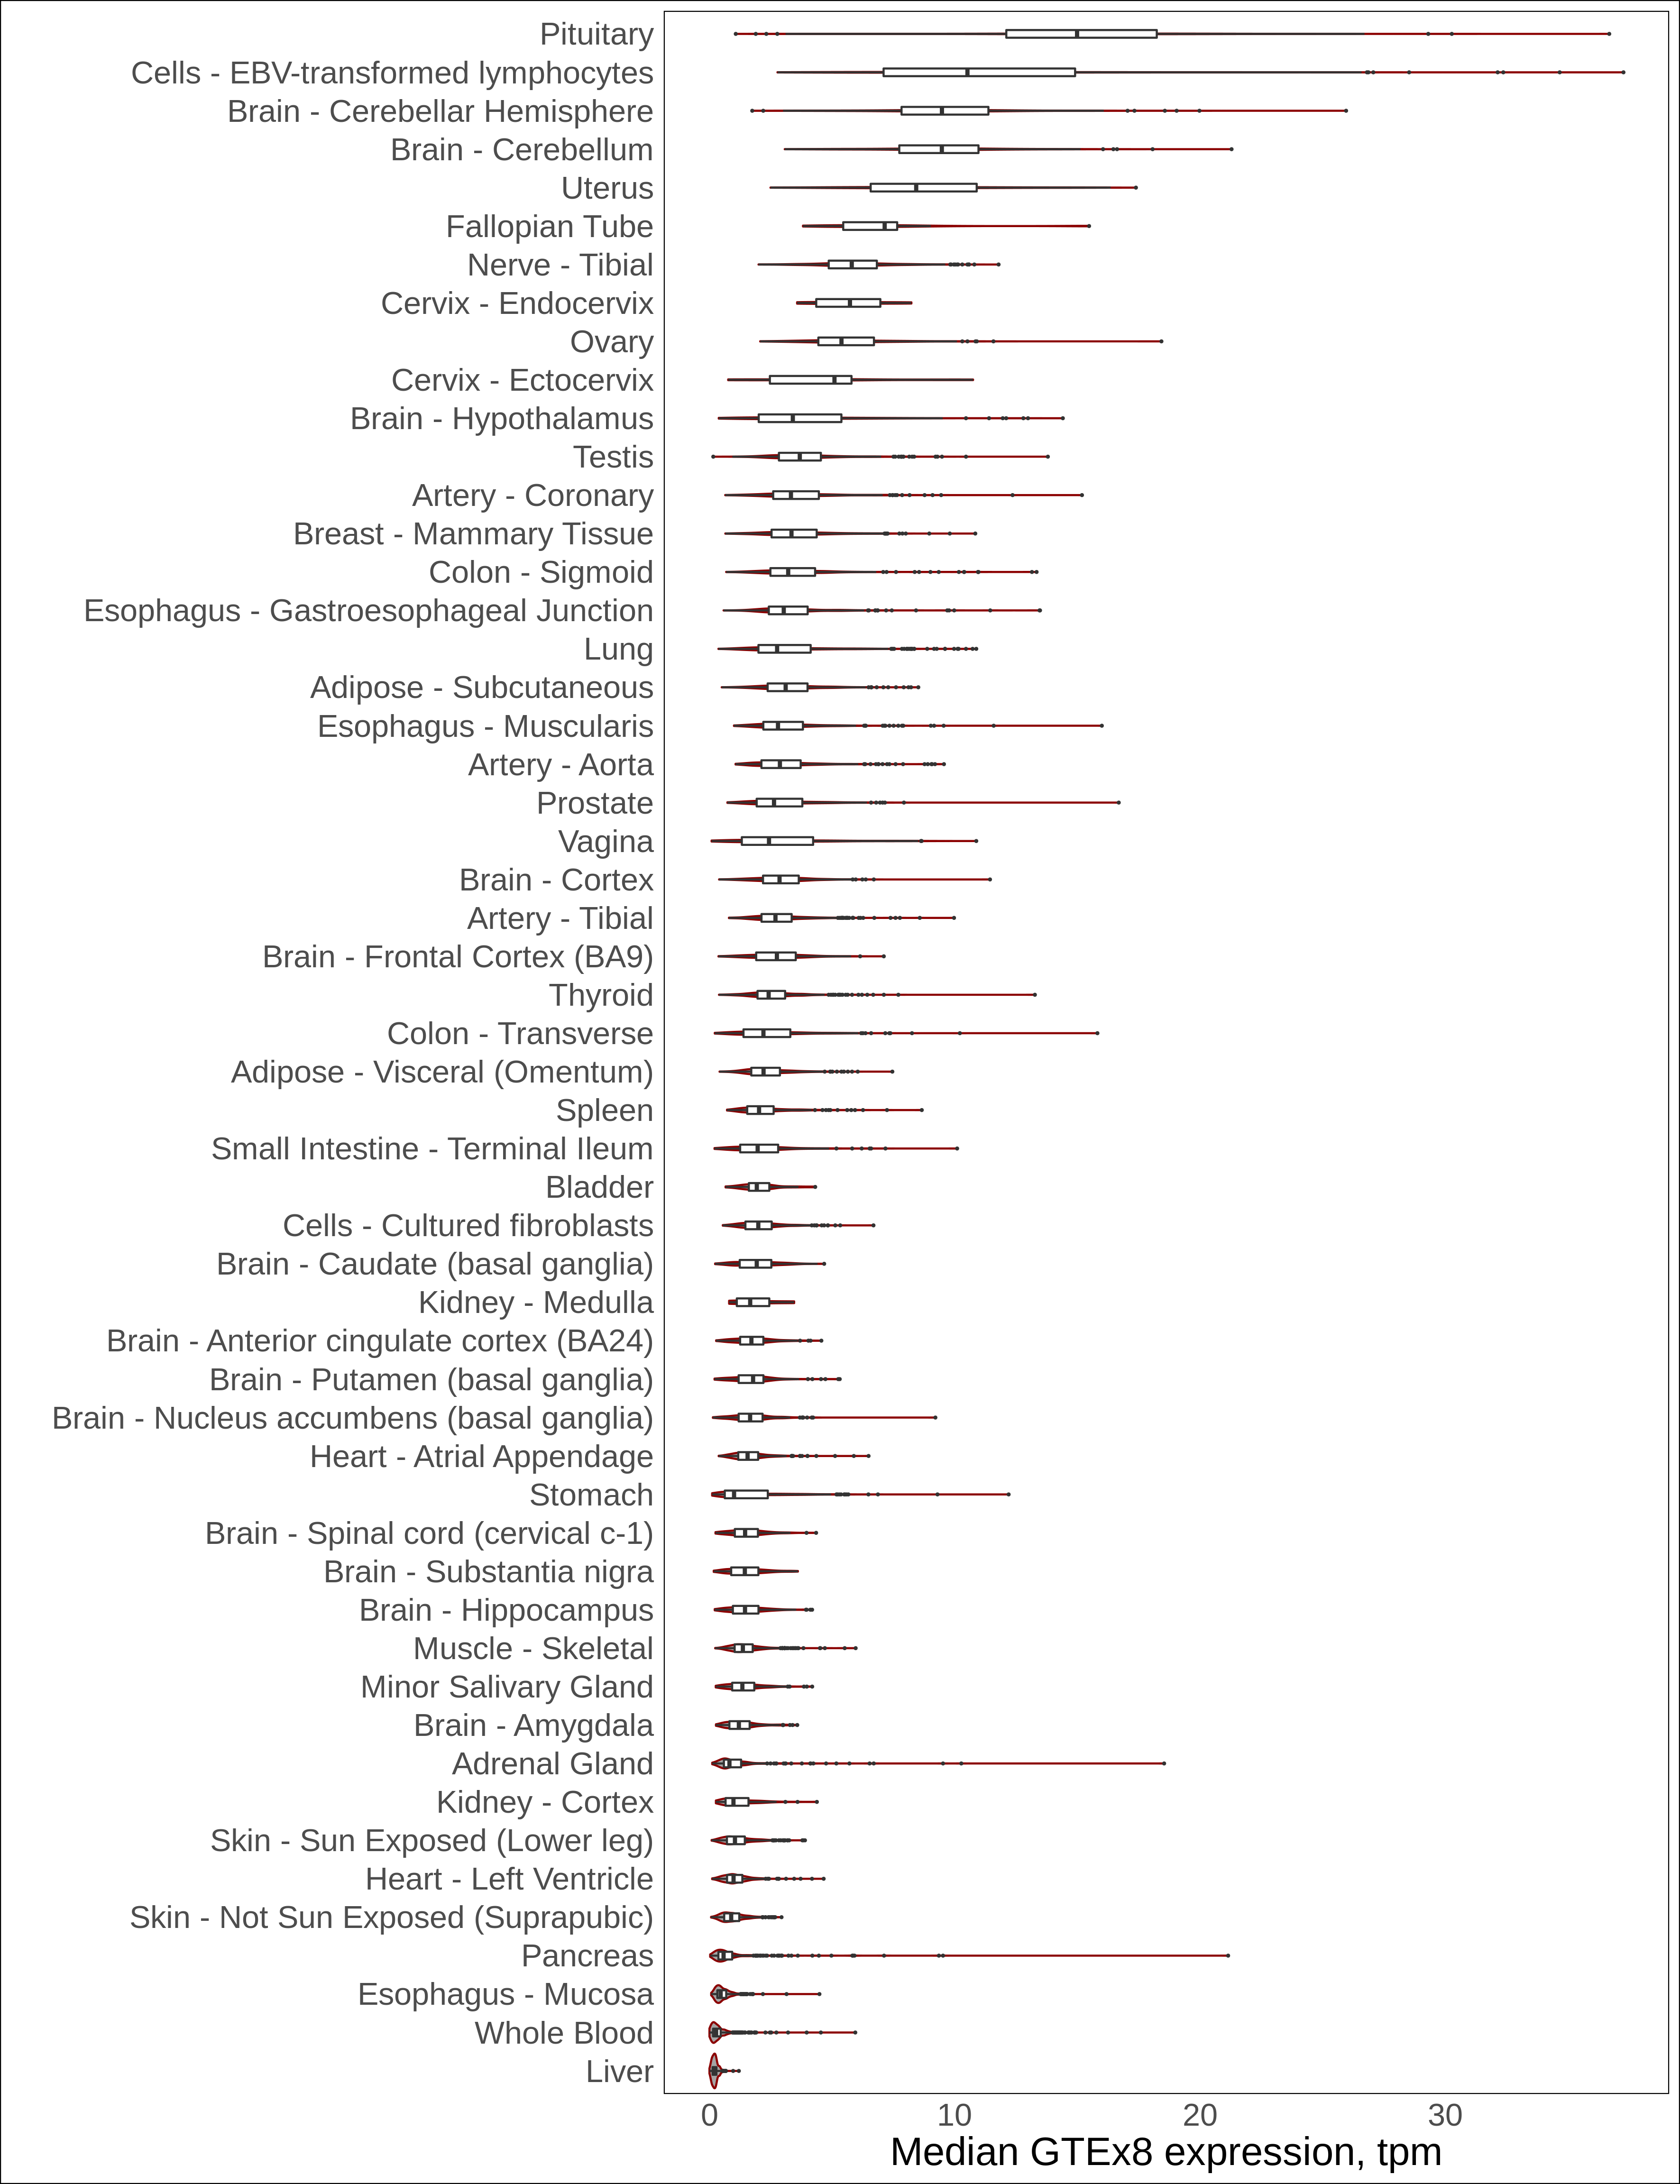 Pituitary
Cells - EBV-transformed lymphocytes
Brain - Cerebellar Hemisphere
Brain - Cerebellum
Uterus
Fallopian Tube
Nerve - Tibial
Cervix - Endocervix
Ovary
Cervix - Ectocervix
Brain - Hypothalamus
Testis
Artery - Coronary
Breast - Mammary Tissue
Colon - Sigmoid
Esophagus - Gastroesophageal Junction
Lung
Adipose - Subcutaneous
Esophagus - Muscularis
Artery - Aorta
Prostate
Vagina
Brain - Cortex
Artery - Tibial
Brain - Frontal Cortex (BA9)
Thyroid
Colon - Transverse
Adipose - Visceral (Omentum)
Spleen
Small Intestine - Terminal Ileum
Bladder
Cells - Cultured fibroblasts
Brain - Caudate (basal ganglia)
Kidney - Medulla
Brain - Anterior cingulate cortex (BA24)
Brain - Putamen (basal ganglia)
Brain - Nucleus accumbens (basal ganglia)
Heart - Atrial Appendage
Stomach
Brain - Spinal cord (cervical c-1)
Brain - Substantia nigra
Brain - Hippocampus
Muscle - Skeletal
Minor Salivary Gland
Brain - Amygdala
Adrenal Gland
Kidney - Cortex
Skin - Sun Exposed (Lower leg)
Heart - Left Ventricle
Skin - Not Sun Exposed (Suprapubic)
Pancreas
Esophagus - Mucosa
Whole Blood
Liver
0 10 20 30
Median GTEx8 expression, tpm